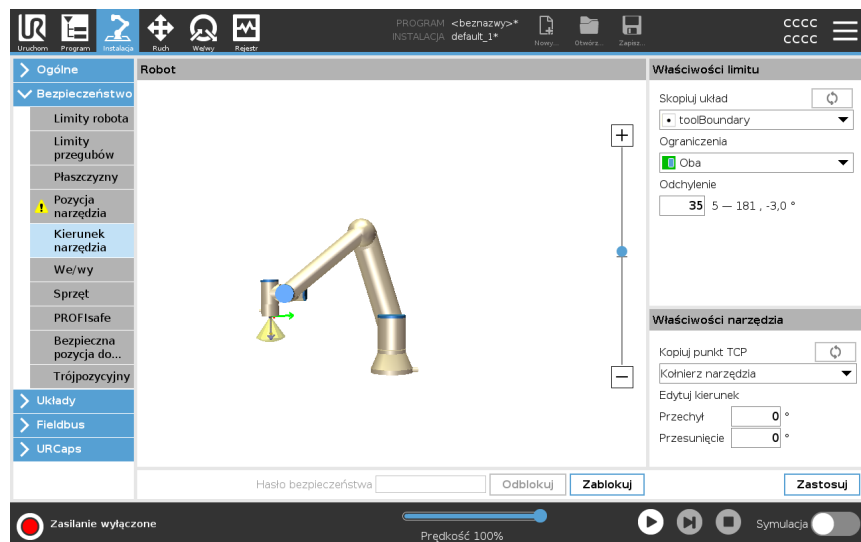 PROGRAM <beznazwy>*
INSTALACJA default_1*
Uruchom Program Instalacja Ruch We/wy Rejestr
Nowy... Otwórz... Zapisz...
cccc
cccc
Ogólne
Bezpieczeństwo
Limity robota
Limity
przegubów
Płaszczyzny
Pozycja
narzędzia
Kierunek
narzędzia
We/wy
Sprzęt
PROFIsafe
Bezpieczna
pozycja do...
Trójpozycyjny
Układy
Fieldbus
URCaps
Robot
Właściwości limitu
Skopiuj układ
toolBoundary
Ograniczenia
Oba
Odchylenie
35 5 — 181 , -3,0 °
Właściwości narzędzia
Kopiuj punkt TCP
Kołnierz narzędzia
Edytuj kierunek
Przechył 0 °
Przesunięcie 0 °
Hasło bezpieczeństwa Odblokuj Zablokuj Zastosuj
Zasilanie wyłączone
Prędkość 100%
Symulacja